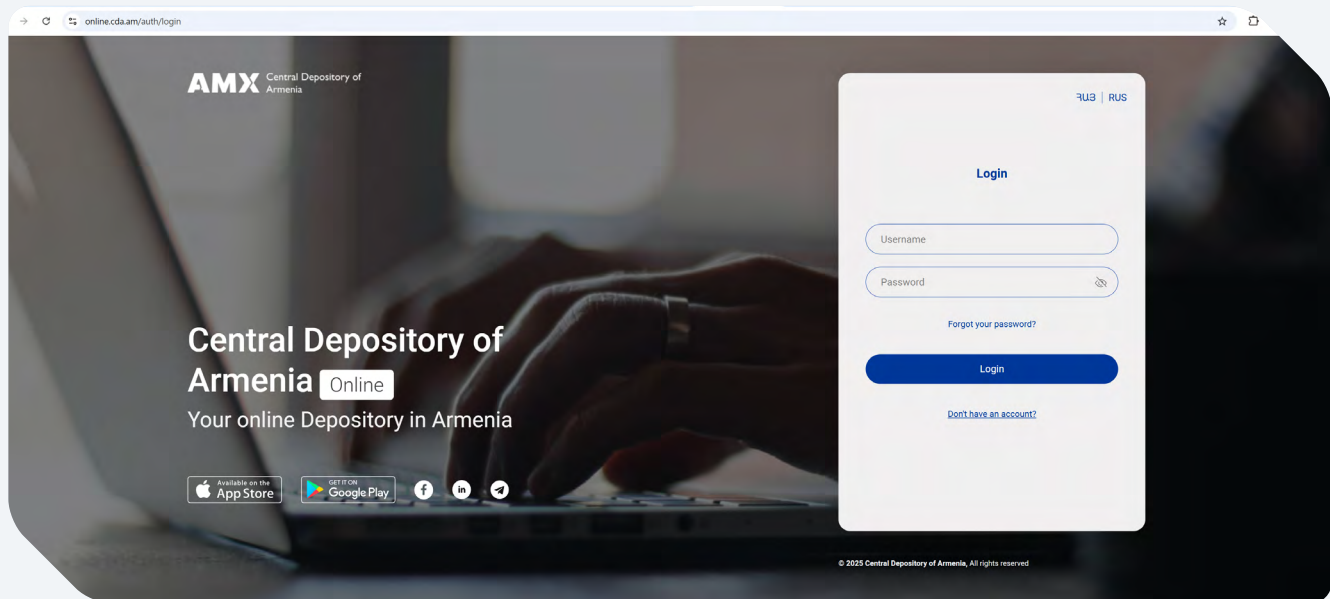 online.cda.am/auth/login
AMX Central Depository of
Armenia
ՀԱՅ | RUS
Login
Username
Password
Forgot your password?
Login
Don't have an account?
Central Depository of
Armenia Online
Your online Depository in Armenia
Available on the
App Store
GET IT ON
Google Play
f
in
© 2025 Central Depository of Armenia, All rights reserved